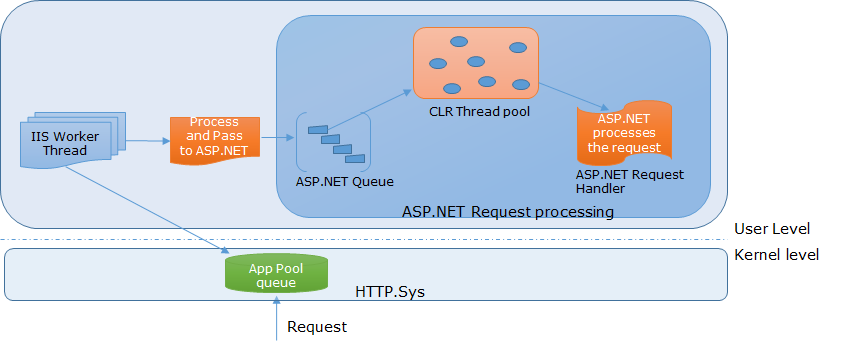 IIS Worker
Thread
Process
and Pass
to ASP.NET
ASP.NET Queue
CLR Thread pool
ASP.NET
processes
the request
ASP.NET Request
Handler
ASP.NET Request processing
User Level
Kernel level
App Pool
queue
HTTP.Sys
Request